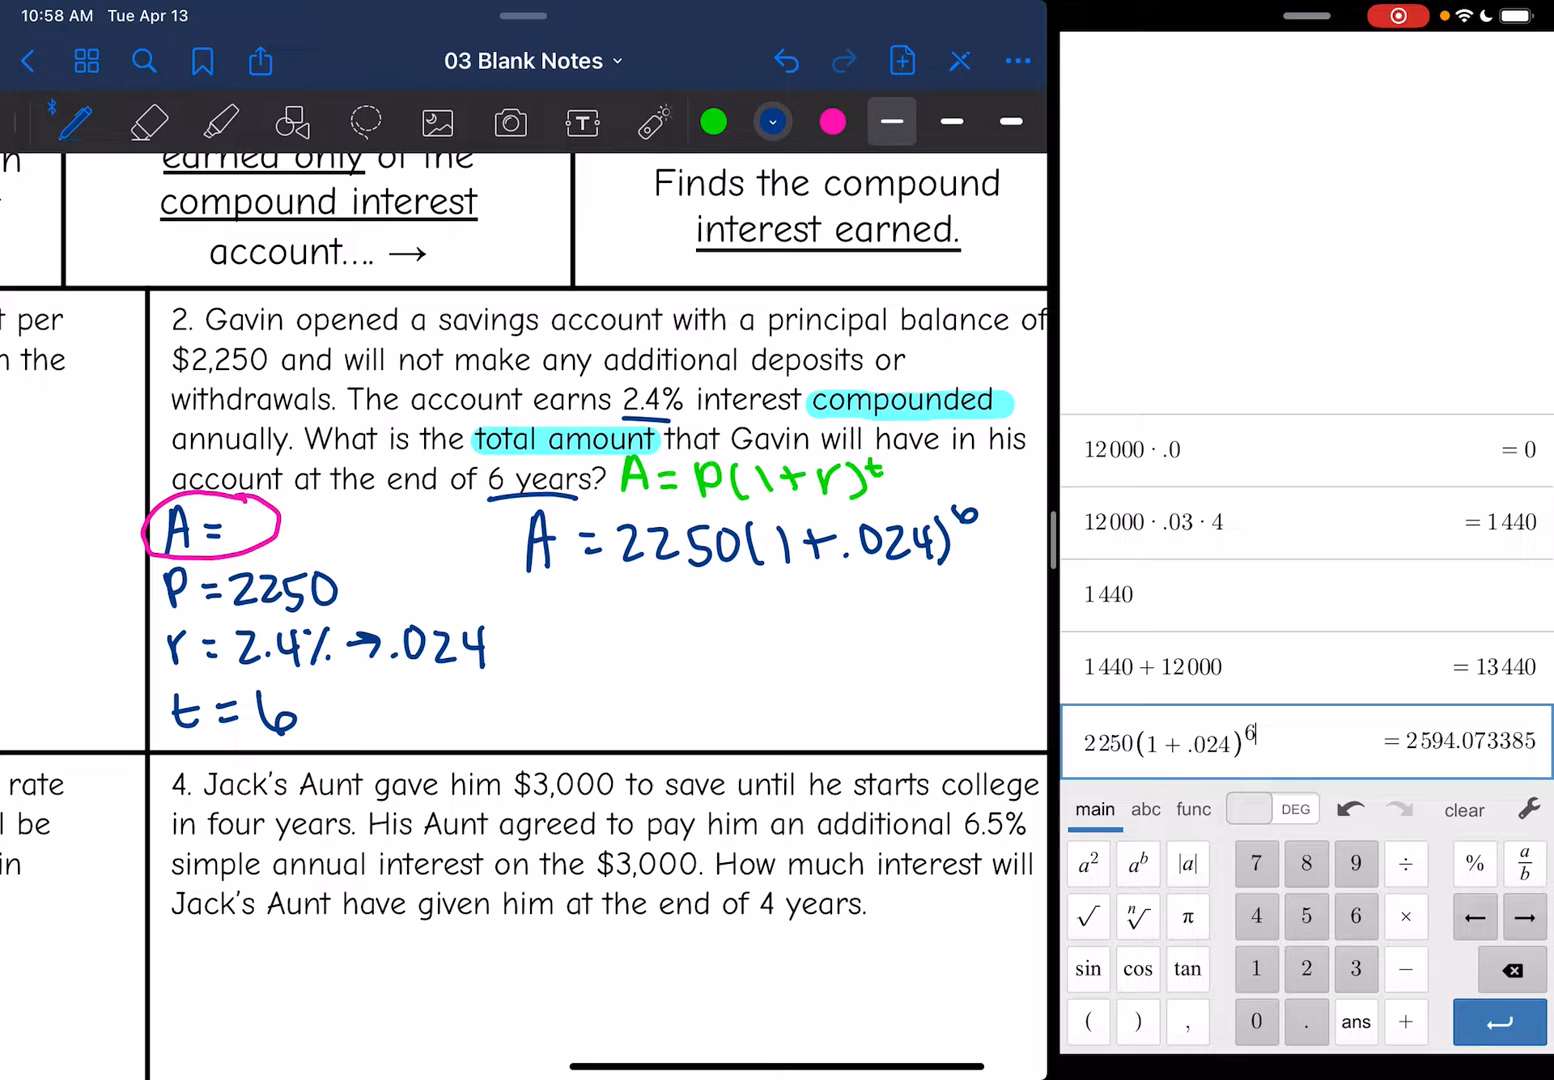 10:58 AM Tue Apr 13
03 Blank Notes
T
n
earned only of the
compound interest
account.... →
Finds the compound
interest earned.
t per
n the
2. Gavin opened a savings account with a principal balance of
$2,250 and will not make any additional deposits or
withdrawals. The account earns 2.4% interest compounded
annually. What is the total amount that Gavin will have in his
account at the end of 6 years? A = P(1+r)^t
A =
A = 2250(1+.024)^6
P = 2250
r = 2.4% → .024
t = 6
rate
l be
in
4. Jack's Aunt gave him $3,000 to save until he starts college
in four years. His Aunt agreed to pay him an additional 6.5%
simple annual interest on the $3,000. How much interest will
Jack's Aunt have given him at the end of 4 years.
12000 · .0 = 0
12000 · .03 · 4 = 1440
1440
1440 + 12000 = 13440
2250(1 + .024)^6 = 2594.073385
main abc func DEG clear
a² a^b |a| 7 8 9 ÷ % a/b
√ ⁿ√ π 4 5 6 × ← →
sin cos tan 1 2 3 −
( ) , 0 . ans +